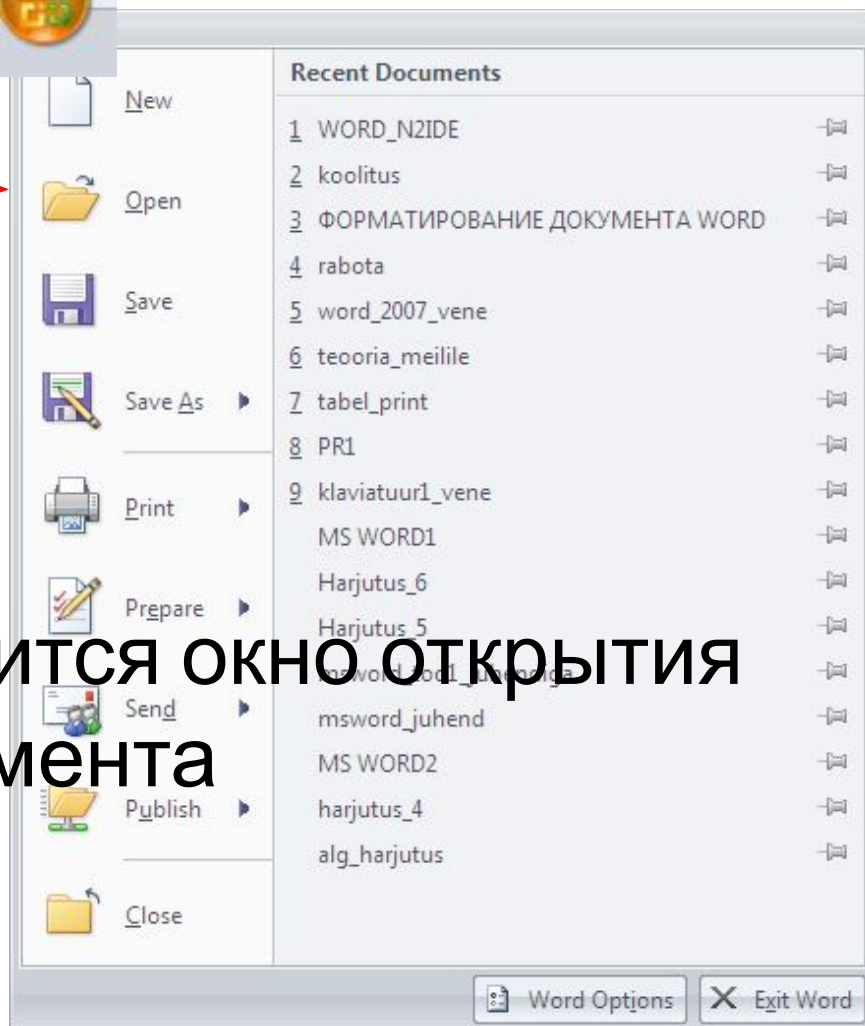 New
Open
Save
Save As
Print
Prepare
Send
Publish
Close
Recent Documents
1 WORD_N2IDE
2 koolitus
3 ФОРМАТИРОВАНИЕ ДОКУМЕНТА WORD
4 rabota
5 word_2007_vene
6 teooria_meilile
7 tabel_print
8 PR1
9 klaviatuur1_vene
MS WORD1
Harjutus_6
Harjutus_5
msword_juhend
MS WORD2
harjutus_4
alg_harjutus
ится окно открытия
мента
Word Options
Exit Word